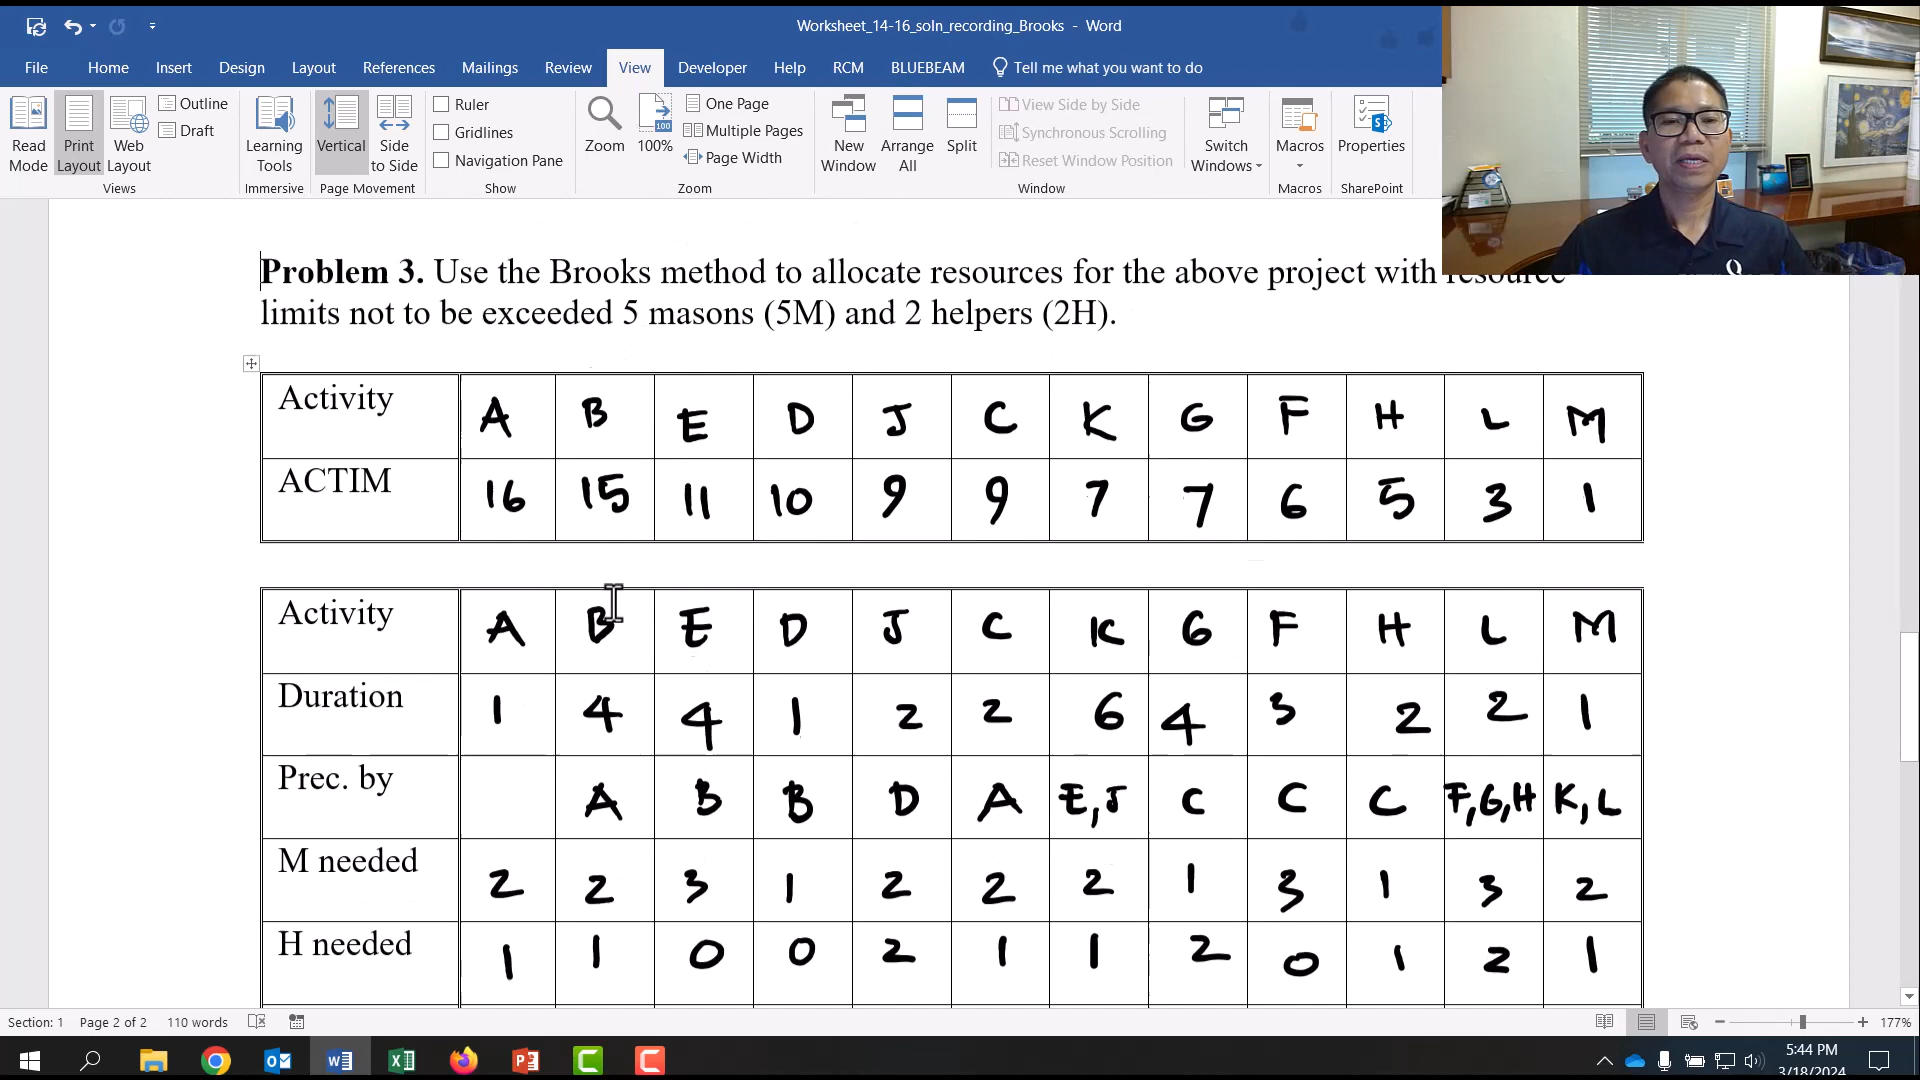 Worksheet_14-16_soln_recording_Brooks - Word
File Home Insert Design Layout References Mailings Review View Developer Help RCM BLUEBEAM Tell me what you want to do
Read Mode
Print Layout
Web Layout
Outline
Draft
Views
Learning Tools
Immersive
Vertical
Side to Side
Page Movement
Ruler
Gridlines
Navigation Pane
Show
Zoom
100
100%
One Page
Multiple Pages
Page Width
Zoom
New Window
Arrange All
Split
View Side by Side
Synchronous Scrolling
Reset Window Position
Window
Switch Windows
Macros
Macros
Properties
SharePoint
Problem 3. Use the Brooks method to allocate resources for the above project with resource
limits not to be exceeded 5 masons (5M) and 2 helpers (2H).
Activity A B E D J C K G F H L M
ACTIM 16 15 11 10 9 9 7 7 6 5 3 1
Activity A B E D J C K G F H L M
Duration 1 4 4 1 2 2 6 4 3 2 2 1
Prec. by A B B D A E,J C C C F,G,H K,L
M needed 2 2 3 1 2 2 2 1 3 1 3 2
H needed 1 1 0 0 2 1 1 2 0 1 2 1
Section: 1 Page 2 of 2 110 words 177%
5:44 PM
3/18/2024